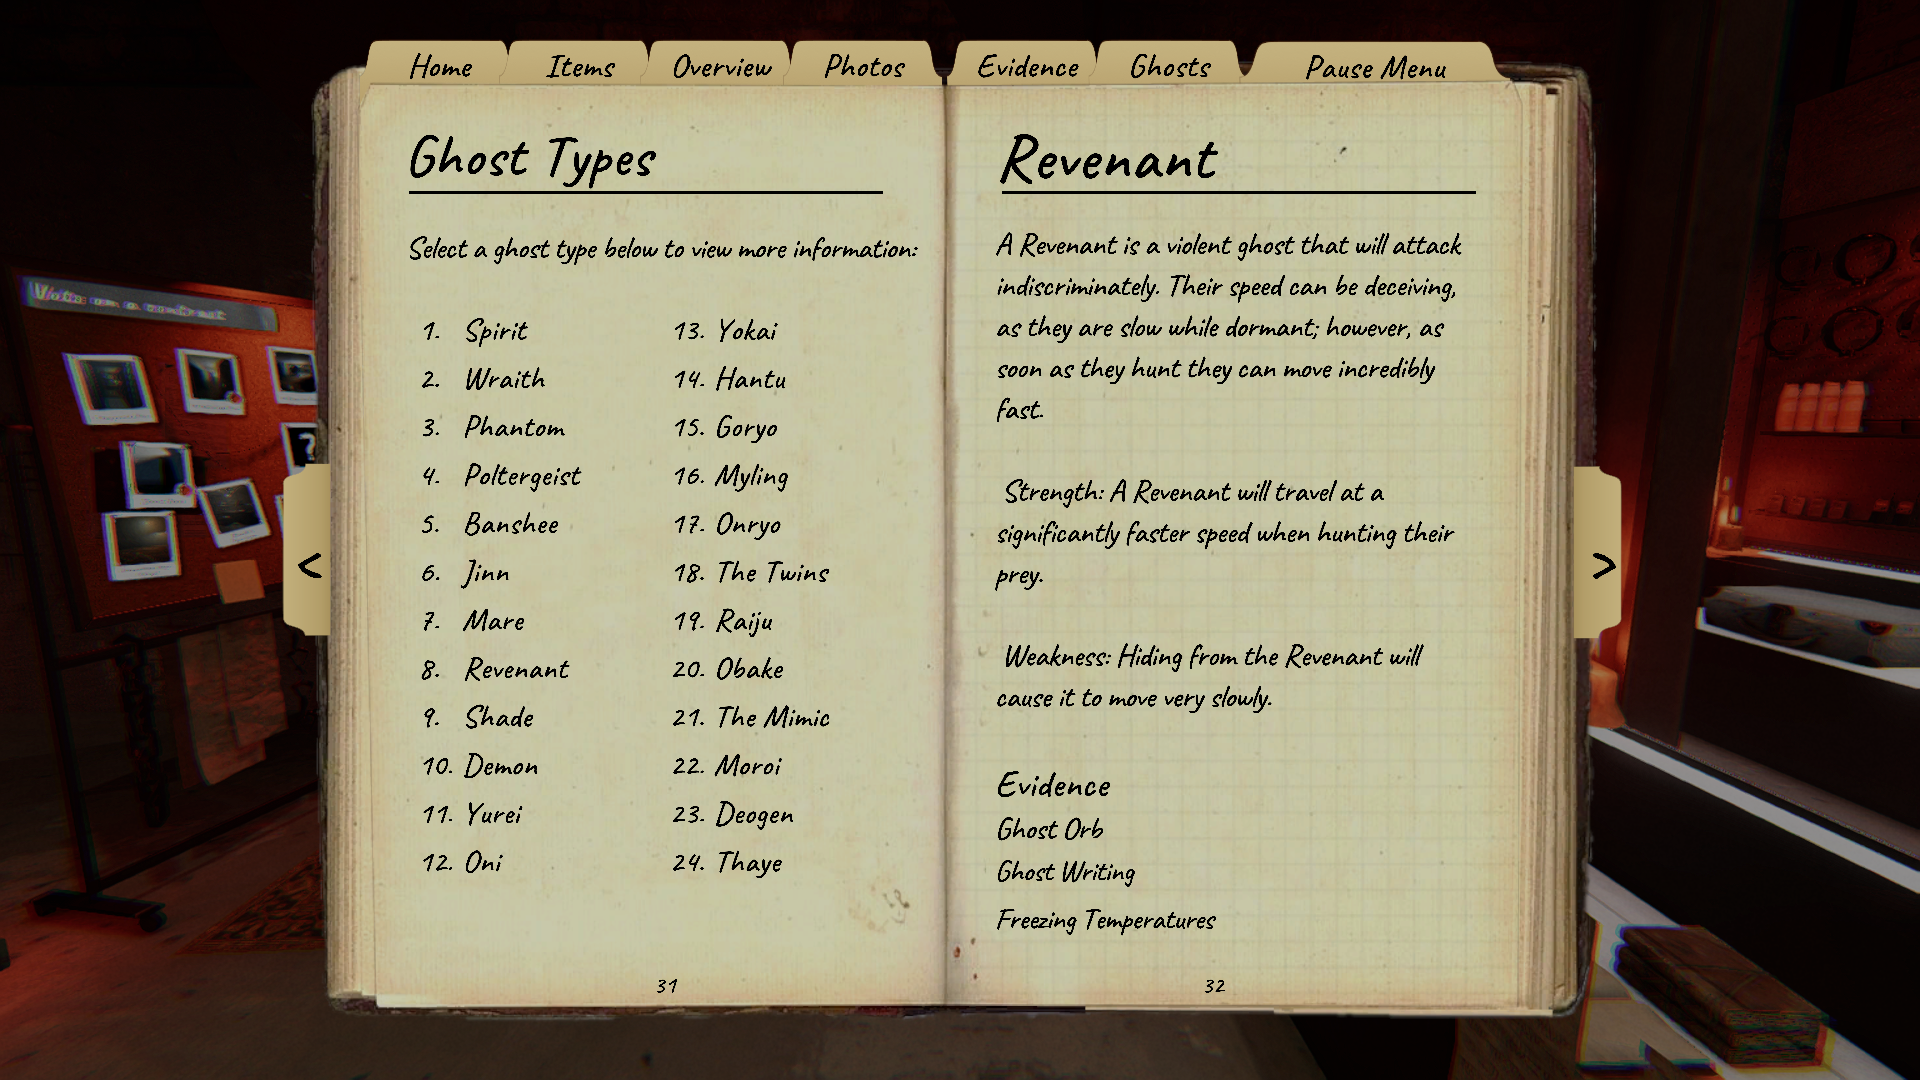 Home Items Overview Photos Evidence Ghosts Pause Menu
Ghost Types
Select a ghost type below to view more information:
1. Spirit
2. Wraith
3. Phantom
4. Poltergeist
5. Banshee
6. Jinn
7. Mare
8. Revenant
9. Shade
10. Demon
11. Yurei
12. Oni
13. Yokai
14. Hantu
15. Goryo
16. Myling
17. Onryo
18. The Twins
19. Raiju
20. Obake
21. The Mimic
22. Moroi
23. Deogen
24. Thaye
31
<
Revenant
A Revenant is a violent ghost that will attack
indiscriminately. Their speed can be deceiving,
as they are slow while dormant; however, as
soon as they hunt they can move incredibly
fast.
Strength: A Revenant will travel at a
significantly faster speed when hunting their
prey.
Weakness: Hiding from the Revenant will
cause it to move very slowly.
Evidence
Ghost Orb
Ghost Writing
Freezing Temperatures
32
>
?